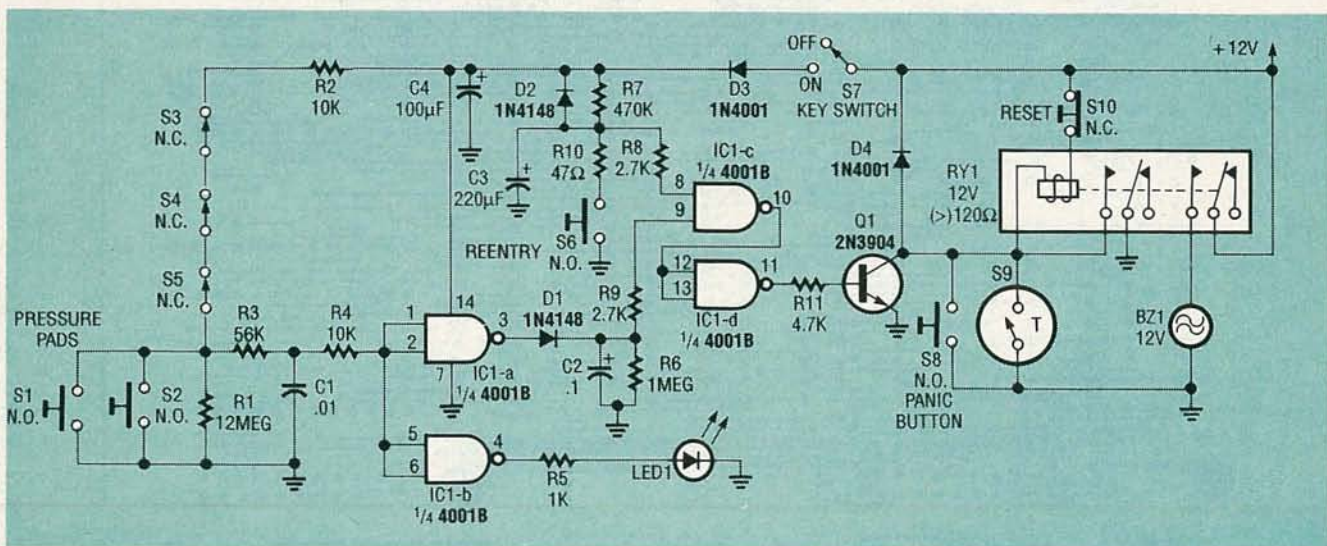 OFF
ON
S7
KEY SWITCH
+12V
R2
10K
C4
100µF
+
D2
1N4148
R7
470K
D3
1N4001
S3
N.C.
S4
N.C.
S5
N.C.
R10
47Ω
R8
2.7K
C3
220µF
+
S6
N.O.
REENTRY
IC1-c
1/4 4001B
8
9
10
D4
1N4001
RESET
S10
N.C.
RY1
12V
(>)120Ω
Q1
2N3904
12
13
11
R11
4.7K
IC1-d
1/4 4001B
S9
T
S8
N.O.
PANIC
BUTTON
BZ1
12V
PRESSURE
PADS
S1
N.O.
S2
N.O.
R1
12MEG
R3
56K
C1
.01
R4
10K
1
2
14
3
7
IC1-a
1/4 4001B
D1
1N4148
R9
2.7K
C2
.1
+
R6
1MEG
5
6
4
IC1-b
1/4 4001B
R5
1K
LED1